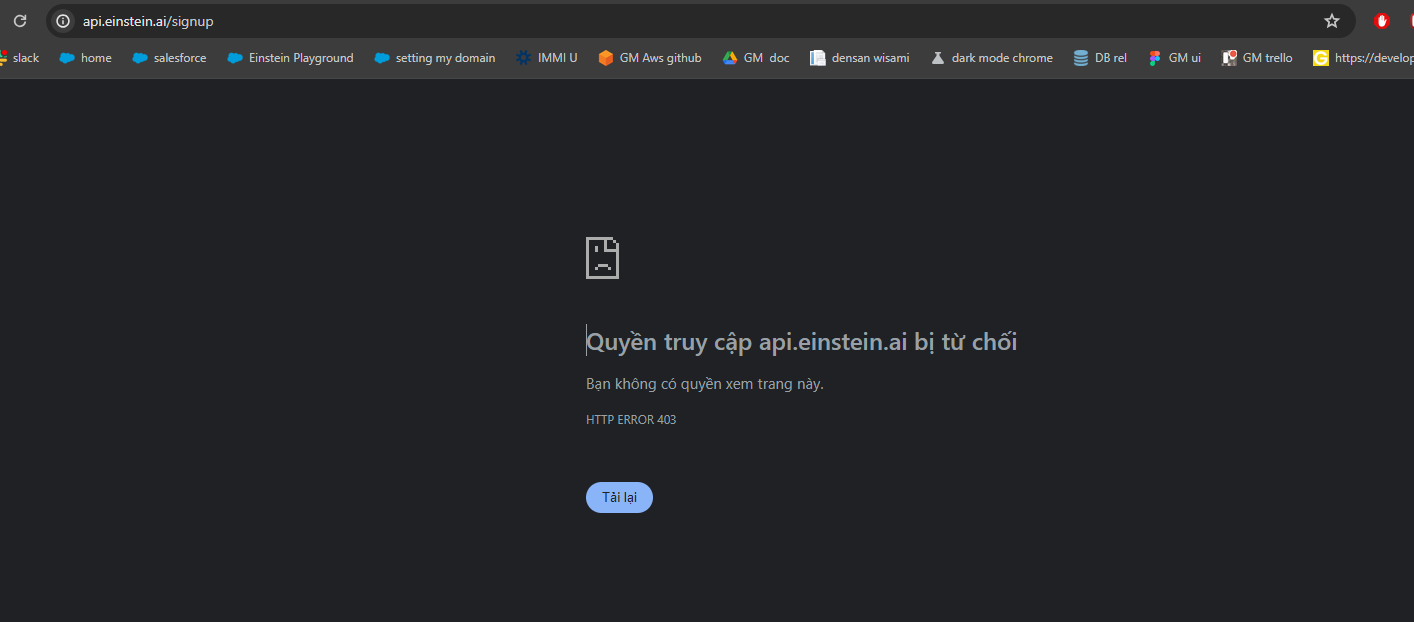 api.einstein.ai/signup
slack home salesforce Einstein Playground setting my domain IMMI U GM Aws github GM doc densan wisami dark mode chrome DB rel GM ui GM trello https://develop
Quyền truy cập api.einstein.ai bị từ chối
Bạn không có quyền xem trang này.
HTTP ERROR 403
Tải lại